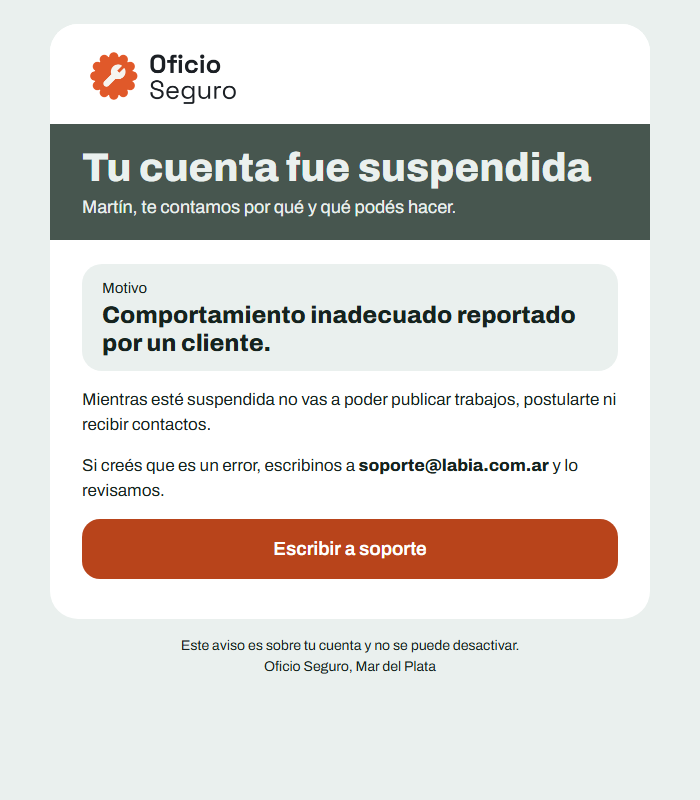 Oficio
Seguro
Tu cuenta fue suspendida
Martín, te contamos por qué y qué podés hacer.
Motivo
Comportamiento inadecuado reportado
por un cliente.
Mientras esté suspendida no vas a poder publicar trabajos, postularte ni
recibir contactos.
Si creés que es un error, escribinos a soporte@labia.com.ar y lo
revisamos.
Escribir a soporte
Este aviso es sobre tu cuenta y no se puede desactivar.
Oficio Seguro, Mar del Plata